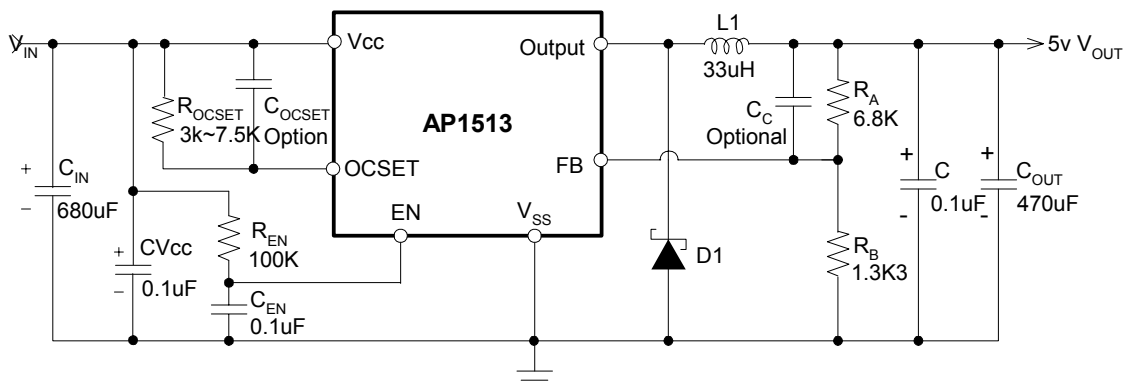 V_IN
Vcc
Output
L1
33uH
5v V_OUT
R_OCSET
3k~7.5K
C_OCSET
Option
AP1513
C_C
Optional
R_A
6.8K
OCSET
FB
+
C_IN
680uF
−
EN
V_SS
+
C
0.1uF
-
+
C_OUT
470uF
-
R_EN
100K
+
CVcc
0.1uF
−
C_EN
0.1uF
D1
R_B
1.3K3